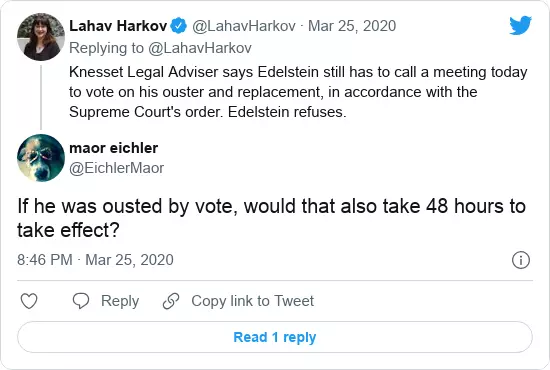 Lahav Harkov @LahavHarkov · Mar 25, 2020
Replying to @LahavHarkov
Knesset Legal Adviser says Edelstein still has to call a meeting today
to vote on his ouster and replacement, in accordance with the
Supreme Court's order. Edelstein refuses.
maor eichler
@EichlerMaor
If he was ousted by vote, would that also take 48 hours to
take effect?
8:46 PM · Mar 25, 2020
Reply Copy link to Tweet
Read 1 reply